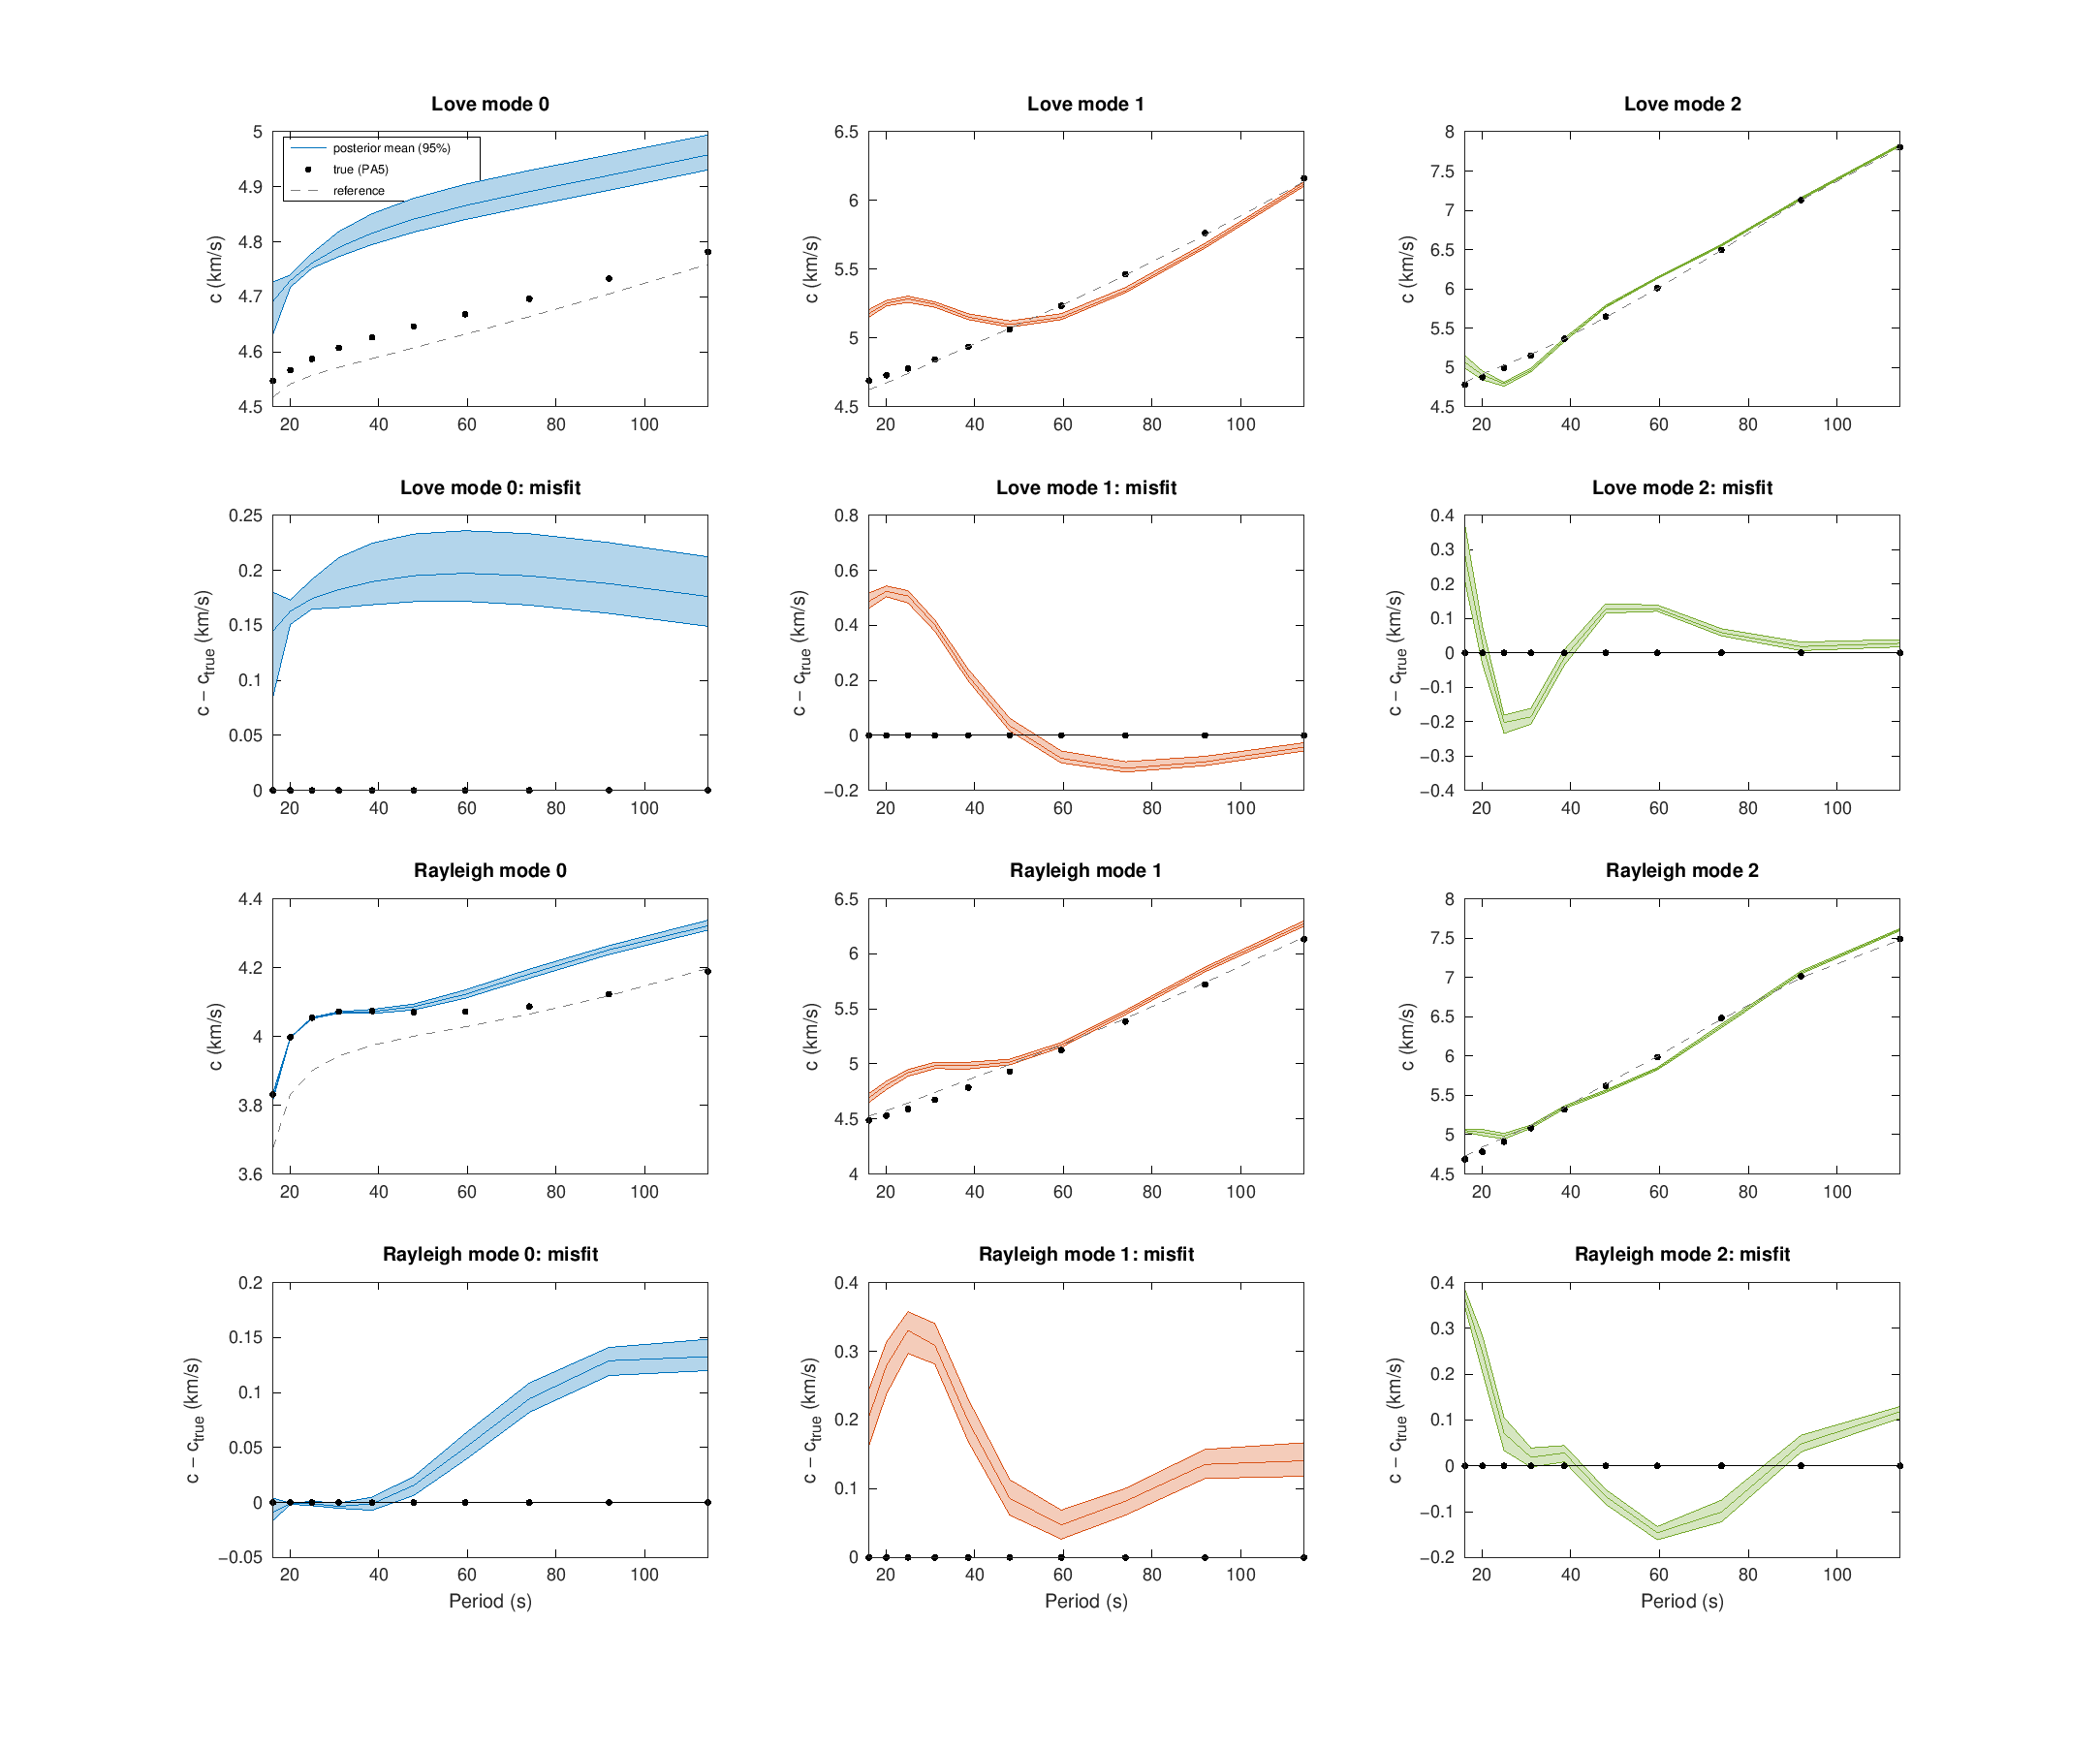 Love mode 0
Love mode 1
Love mode 2
posterior mean (95%)
true (PA5)
reference
c (km/s)
5
4.9
4.8
4.7
4.6
4.5
20 40 60 80 100
c (km/s)
6.5
6
5.5
5
4.5
20 40 60 80 100
c (km/s)
8
7.5
7
6.5
6
5.5
5
4.5
20 40 60 80 100
Love mode 0: misfit
Love mode 1: misfit
Love mode 2: misfit
c − ctrue (km/s)
0.25
0.2
0.15
0.1
0.05
0
20 40 60 80 100
c − ctrue (km/s)
0.8
0.6
0.4
0.2
0
−0.2
20 40 60 80 100
c − ctrue (km/s)
0.4
0.3
0.2
0.1
0
−0.1
−0.2
−0.3
−0.4
20 40 60 80 100
Rayleigh mode 0
Rayleigh mode 1
Rayleigh mode 2
c (km/s)
4.4
4.2
4
3.8
3.6
20 40 60 80 100
c (km/s)
6.5
6
5.5
5
4.5
4
20 40 60 80 100
c (km/s)
8
7.5
7
6.5
6
5.5
5
4.5
20 40 60 80 100
Rayleigh mode 0: misfit
Rayleigh mode 1: misfit
Rayleigh mode 2: misfit
c − ctrue (km/s)
0.2
0.15
0.1
0.05
0
−0.05
20 40 60 80 100
Period (s)
c − ctrue (km/s)
0.4
0.3
0.2
0.1
0
20 40 60 80 100
Period (s)
c − ctrue (km/s)
0.4
0.3
0.2
0.1
0
−0.1
−0.2
20 40 60 80 100
Period (s)